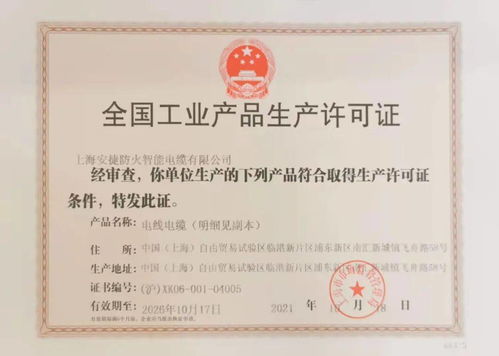 全国工业产品生产许可证
上海安捷防火智能电缆有限公司
经审查，你单位生产的下列产品符合取得生产许可证
条件，特发此证。
产品名称：电线电缆（明细见副本）
住 所：中国（上海）自由贸易试验区临港新片区浦东新区南汇新城镇飞舟路58号
生产地址：中国（上海）自由贸易试验区临港新片区浦东新区南汇新城镇飞舟路58号
证书编号：(沪)XK06-001-04005
有效期至：2026年10月17日 2021 年 月 18 日